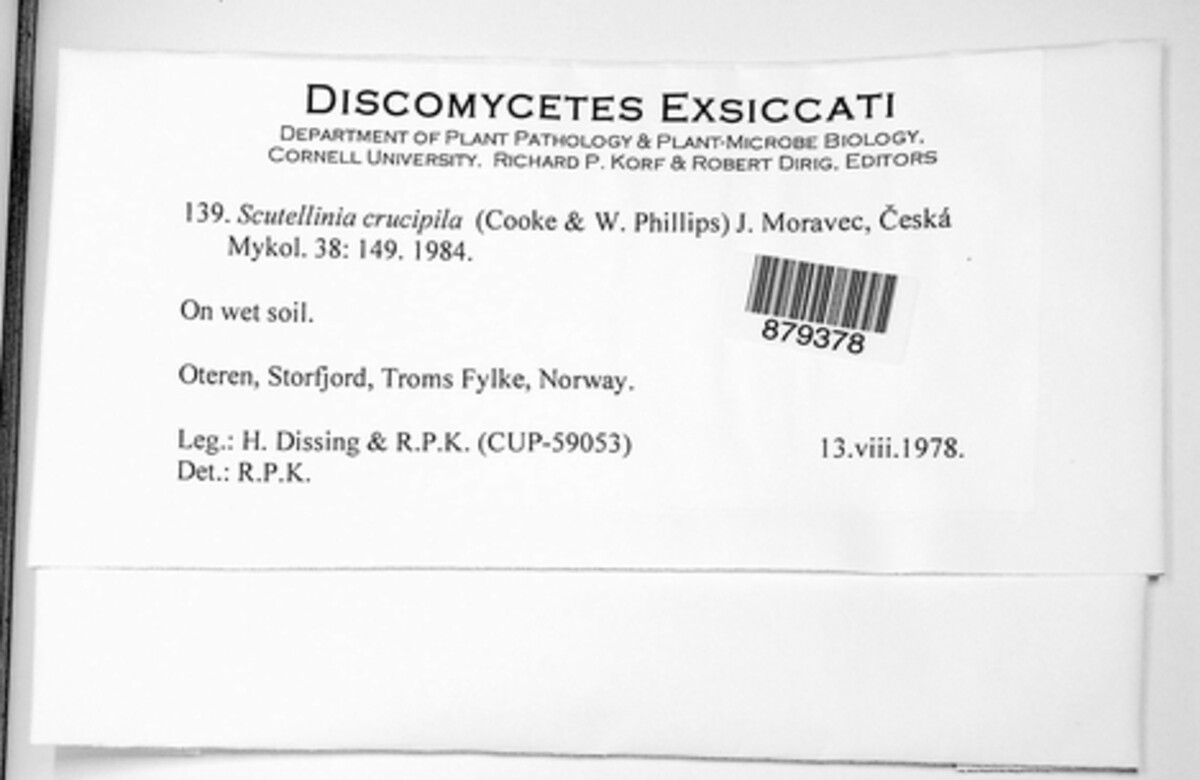 DISCOMYCETES EXSICCATI
DEPARTMENT OF PLANT PATHOLOGY & PLANT-MICROBE BIOLOGY,
CORNELL UNIVERSITY. RICHARD P. KORF & ROBERT DIRIG, EDITORS
139. Scutellinia crucipila (Cooke & W. Phillips) J. Moravec, Česká
Mykol. 38: 149. 1984.
879378
On wet soil.
Oteren, Storfjord, Troms Fylke, Norway.
Leg.: H. Dissing & R.P.K. (CUP-59053) 13.viii.1978.
Det.: R.P.K.